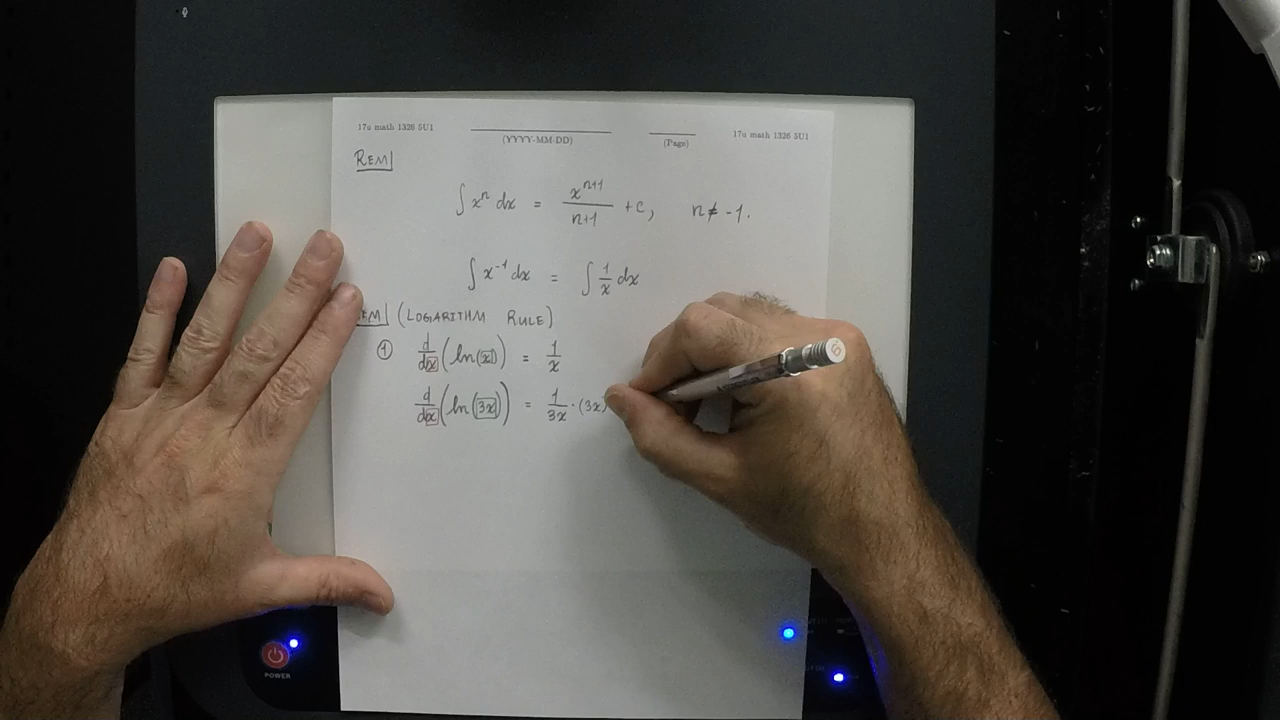 17u math 1326 5U1 (YYYY-MM-DD) (Page) 17u math 1326 5U1
REM
∫ xⁿ dx = xⁿ⁺¹/(n+1) + C, n ≠ -1.
∫ x⁻¹ dx = ∫ 1/x dx
(LOGARITHM RULE)
① d/dx (ln(x)) = 1/x
d/dx (ln(3x)) = 1/3x · (3x)
POWER